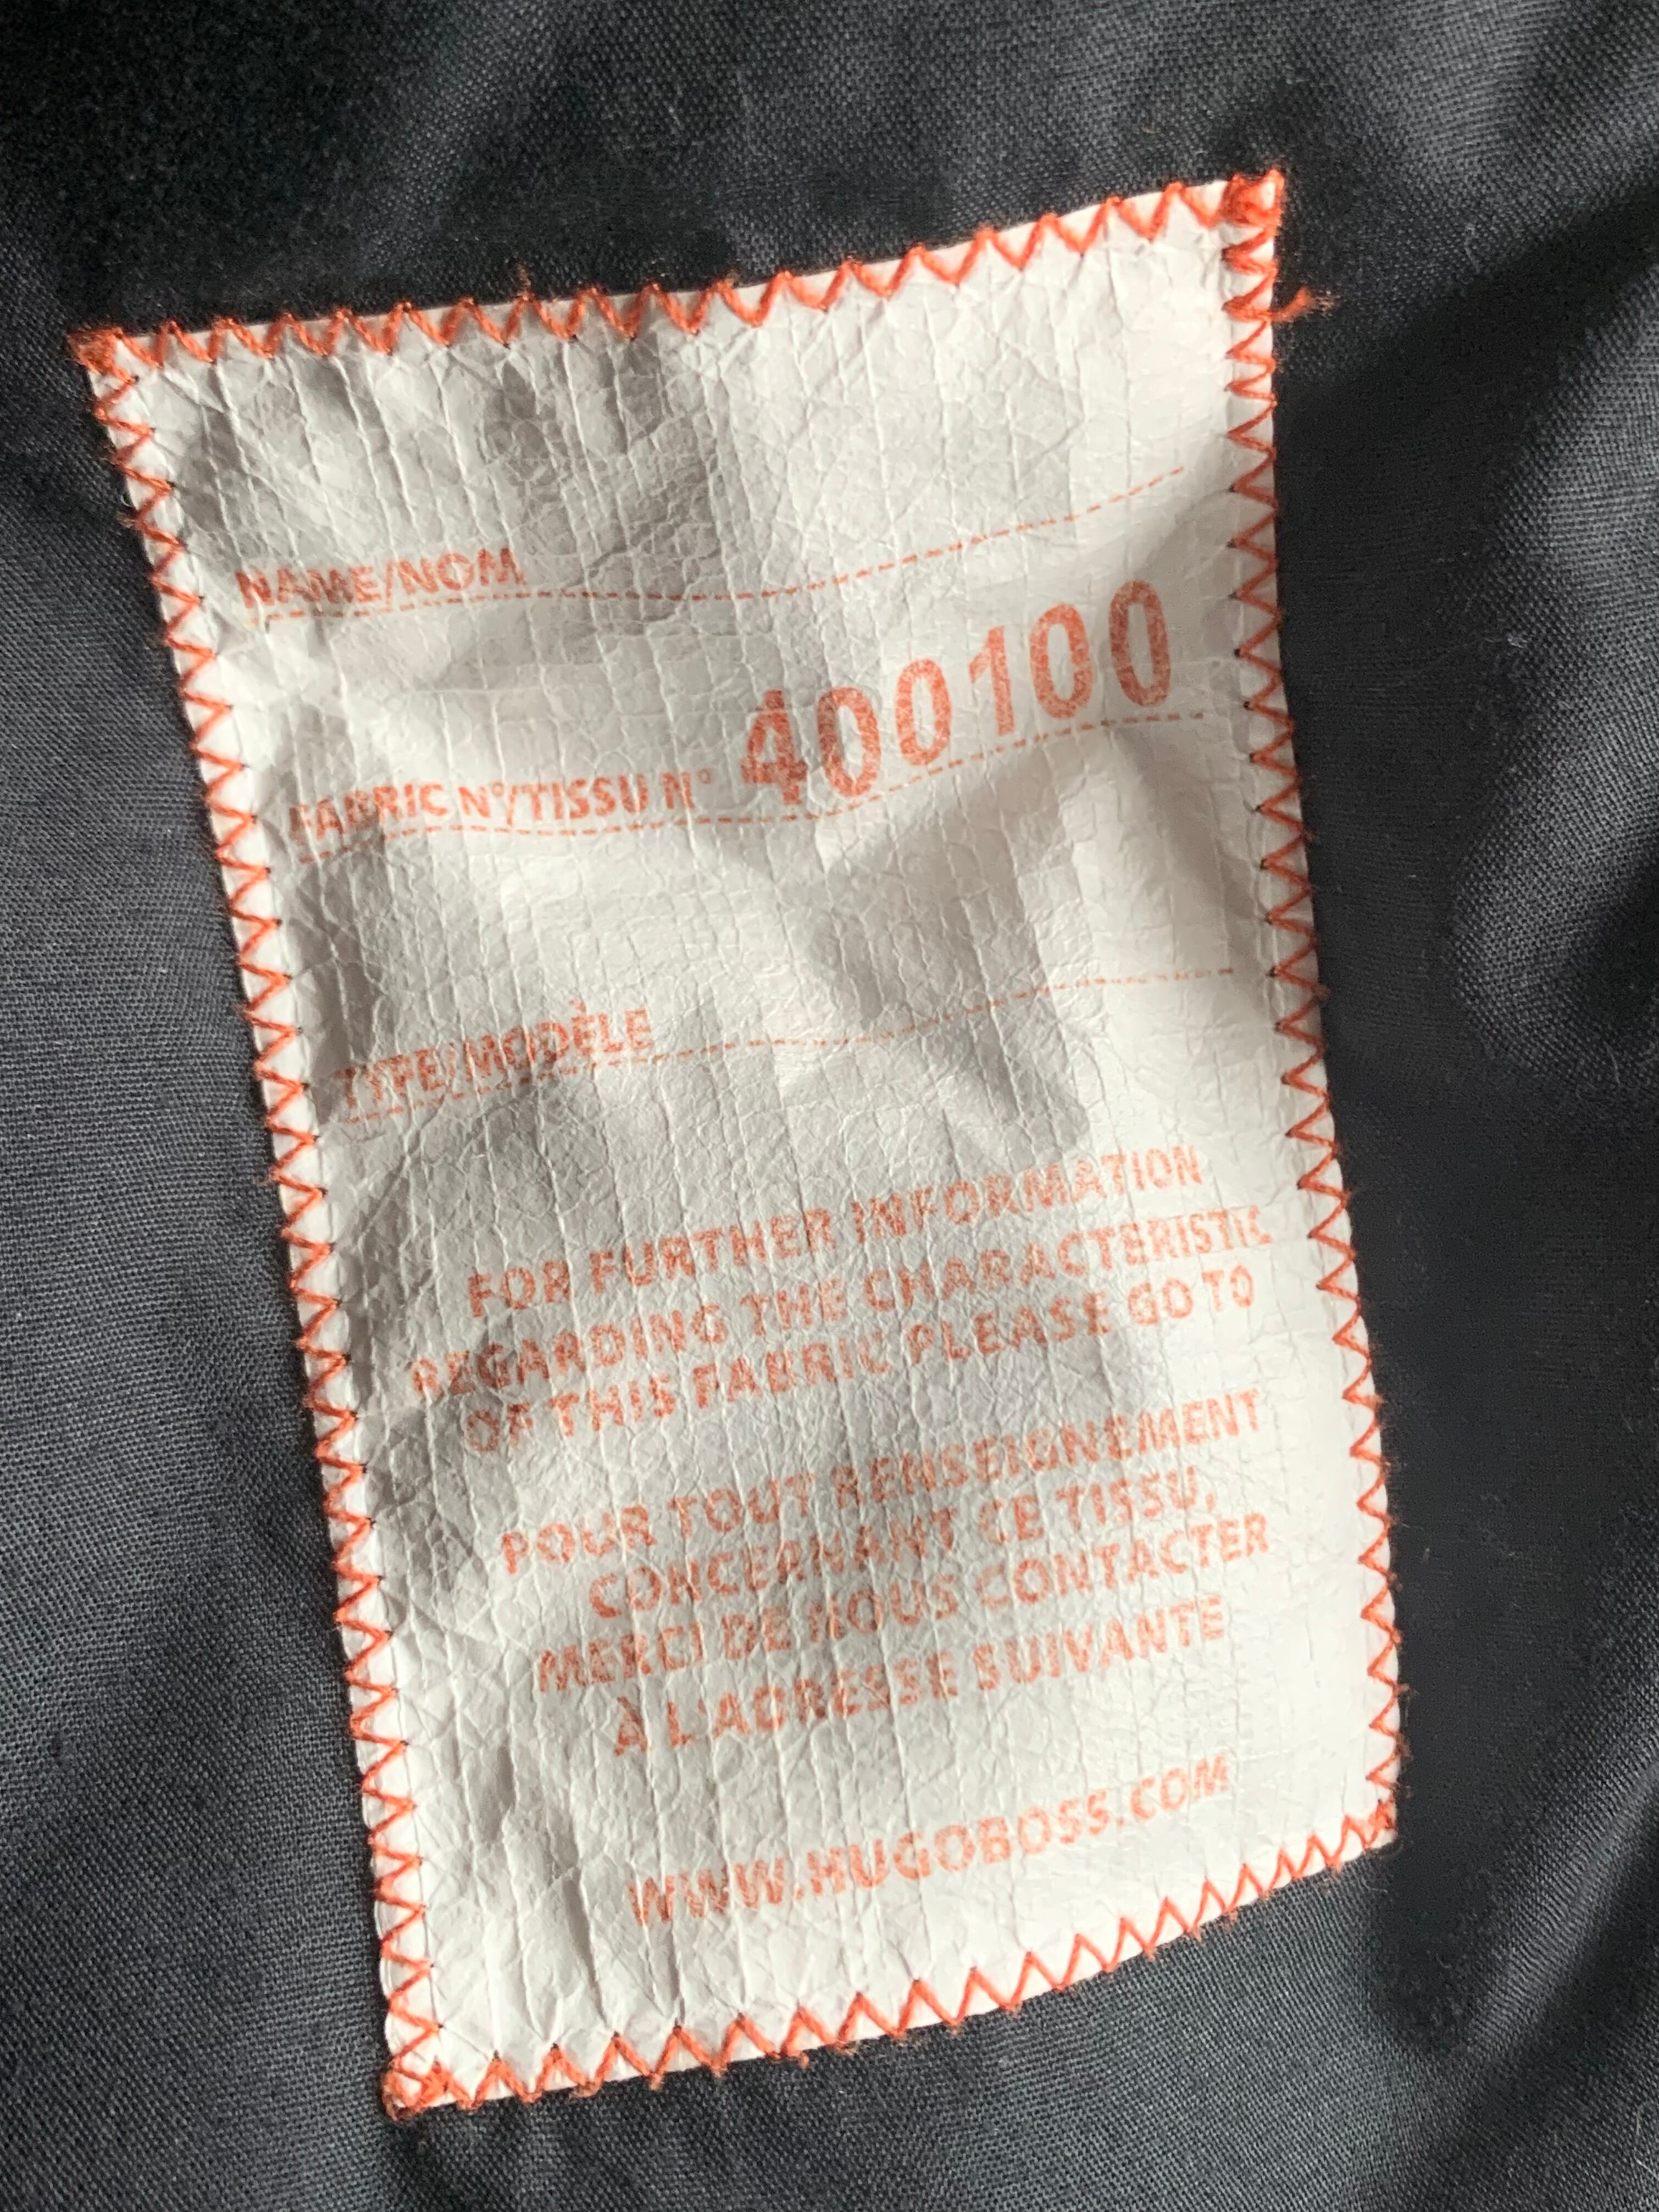 NAME/NOM
FABRIC N°/TISSU N° 400100
TYPE/MODÈLE
FOR FURTHER INFORMATION
REGARDING THE CHARACTERISTIC
OF THIS FABRIC PLEASE GO TO
POUR TOUT RENSEIGNEMENT
CONCERNANT CE TISSU,
MERCI DE NOUS CONTACTER
À L'ADRESSE SUIVANTE
WWW.HUGOBOSS.COM